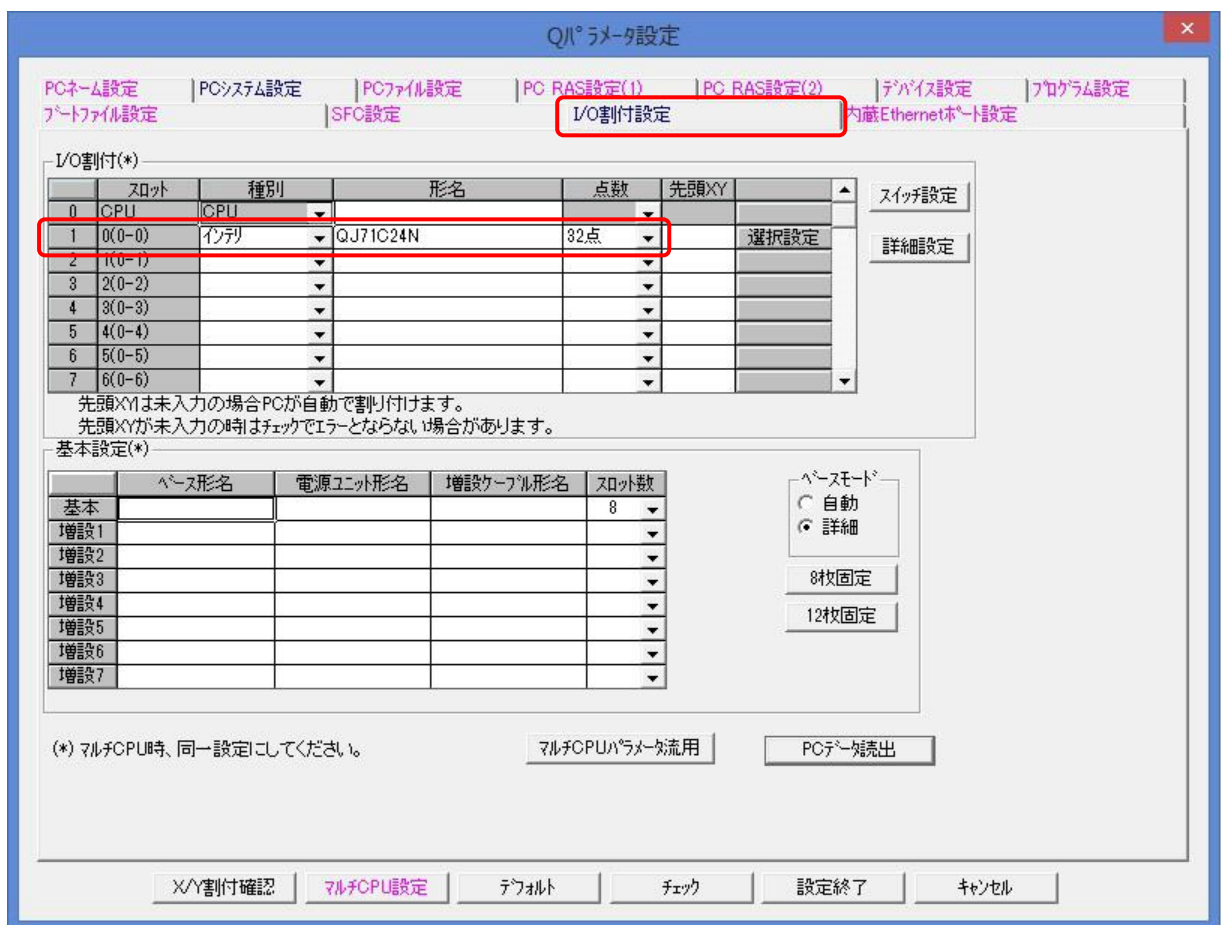 Qパラメータ設定
PCネーム設定 PCシステム設定 PCファイル設定 PC RAS設定(1) PC RAS設定(2) デバイス設定 プログラム設定
ブートファイル設定 SFC設定 I/O割付設定 内蔵Ethernetポート設定
I/O割付(*)
スロット 種別 形名 点数 先頭XY
0 CPU CPU
1 0(0-0) インテリ QJ71C24N 32点 選択設定
2 1(0-1)
3 2(0-2)
4 3(0-3)
5 4(0-4)
6 5(0-5)
7 6(0-6)
スイッチ設定
詳細設定
先頭XYは未入力の場合PCが自動で割り付けます。
先頭XYが未入力の時はチェックでエラーとならない場合があります。
基本設定(*)
ベース形名 電源ユニット形名 増設ケーブル形名 スロット数
基本 8
増設1
増設2
増設3
増設4
増設5
増設6
増設7
ベースモード
自動
詳細
8枚固定
12枚固定
(*) マルチCPU時、同一設定にしてください。
マルチCPUパラメータ流用 PCデータ読出
X/Y割付確認 マルチCPU設定 デフォルト チェック 設定終了 キャンセル